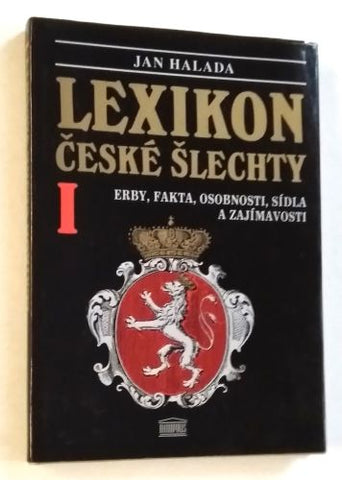 JAN HALADA
LEXIKON
ČESKÉ ŠLECHTY
I
ERBY, FAKTA, OSOBNOSTI, SÍDLA
A ZAJÍMAVOSTI